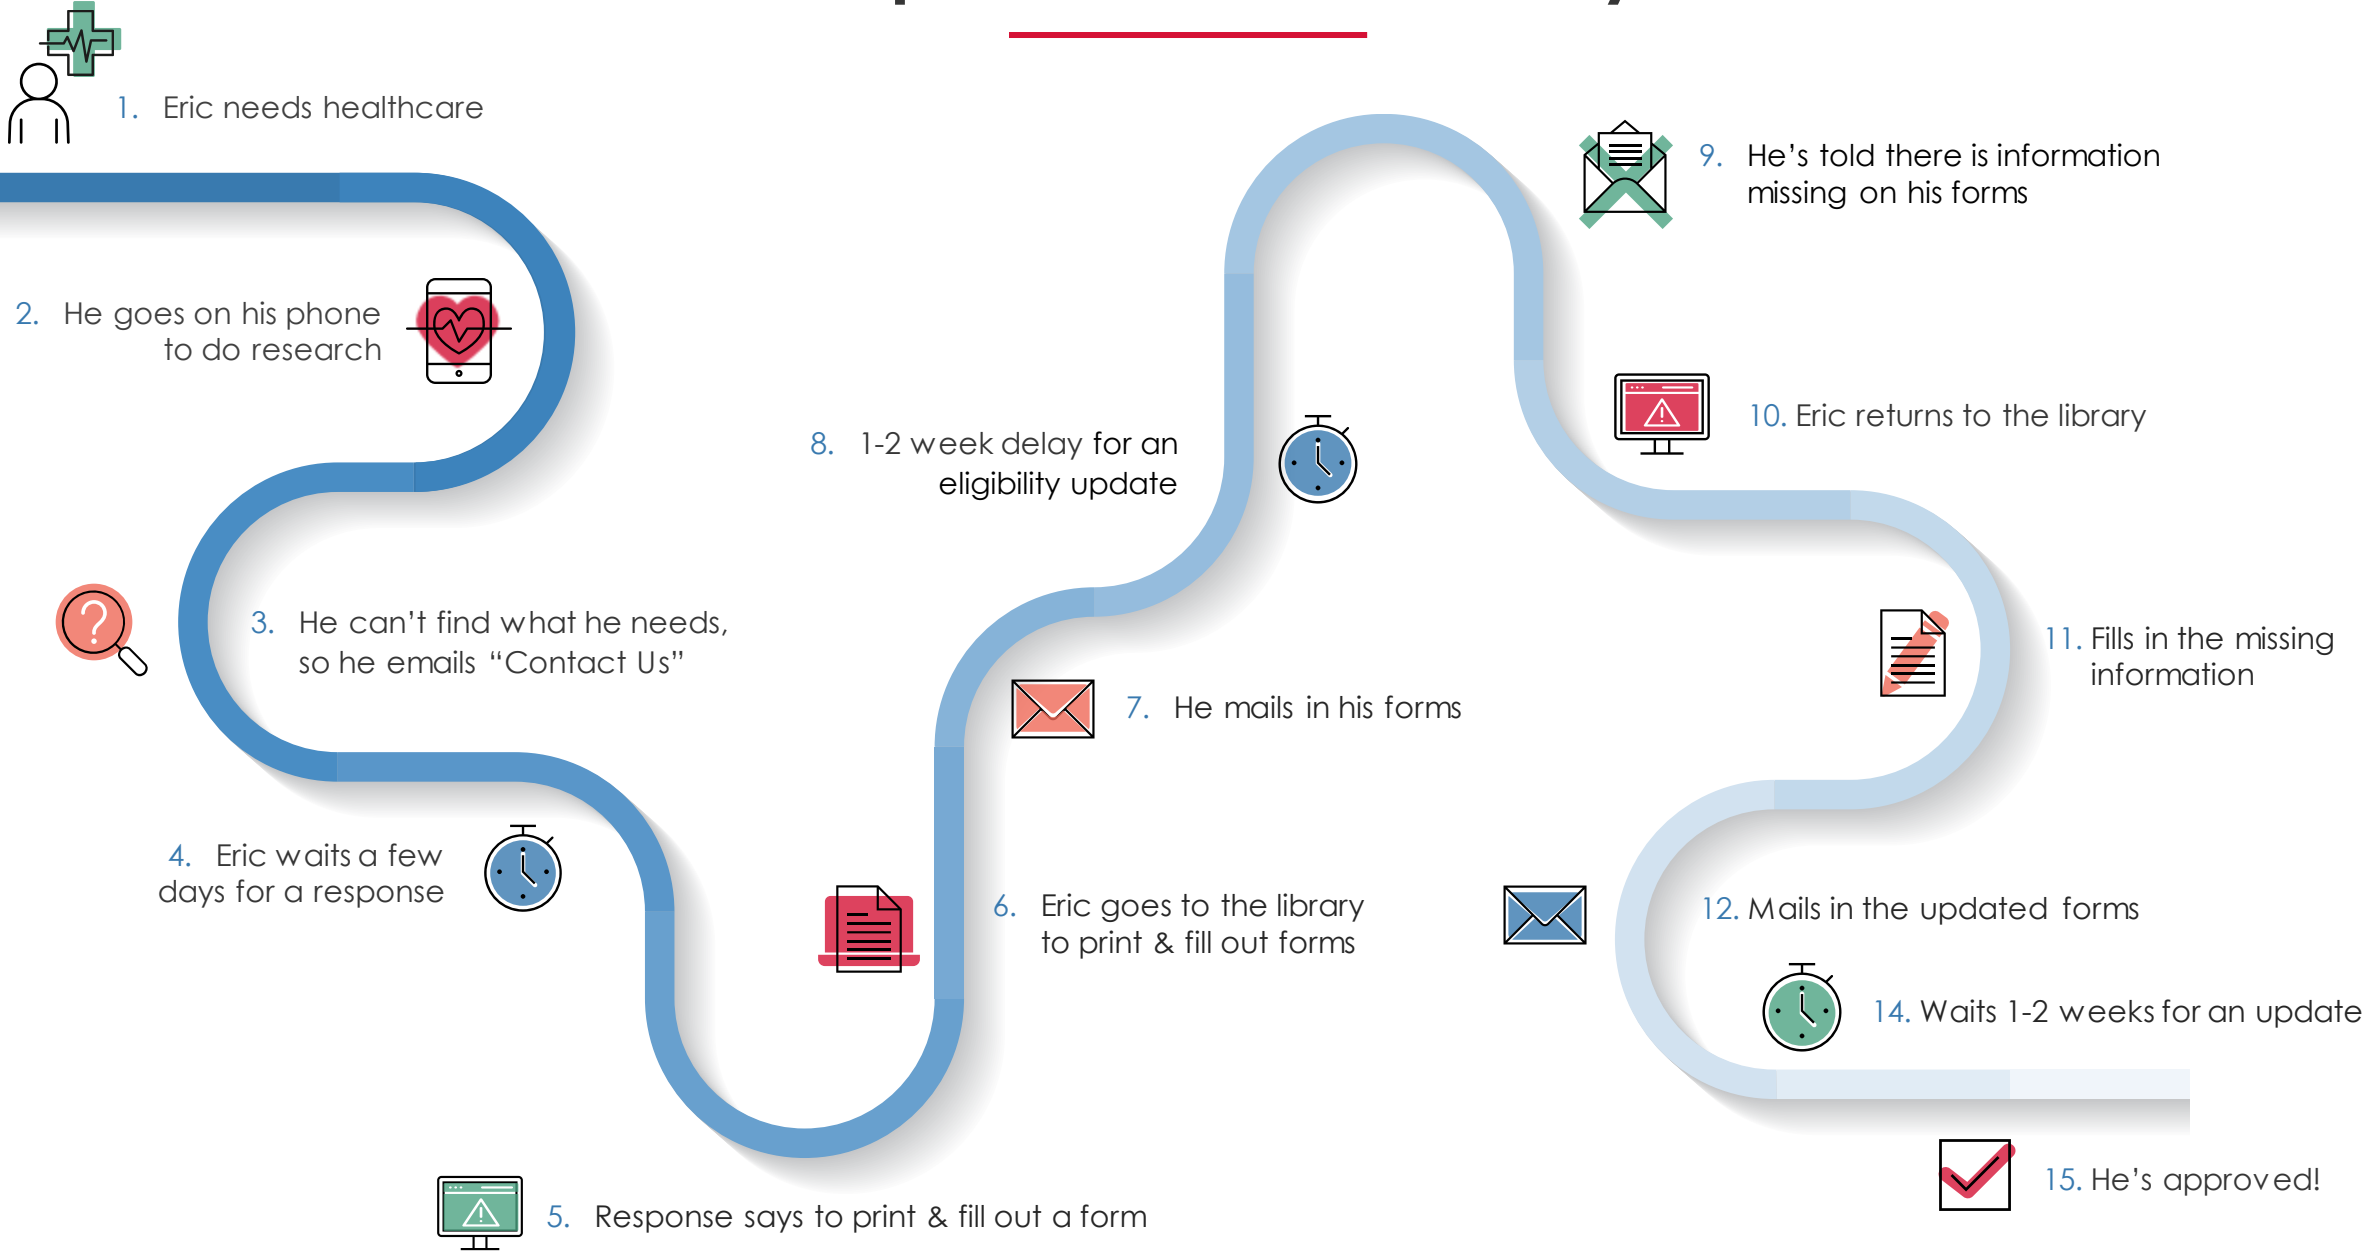 1. Eric needs healthcare
2. He goes on his phone
to do research
3. He can’t find what he needs,
so he emails “Contact Us”
4. Eric waits a few
days for a response
5. Response says to print & fill out a form
6. Eric goes to the library
to print & fill out forms
7. He mails in his forms
8. 1-2 week delay for an
eligibility update
9. He’s told there is information
missing on his forms
10. Eric returns to the library
11. Fills in the missing
information
12. Mails in the updated forms
14. Waits 1-2 weeks for an update
15. He’s approved!